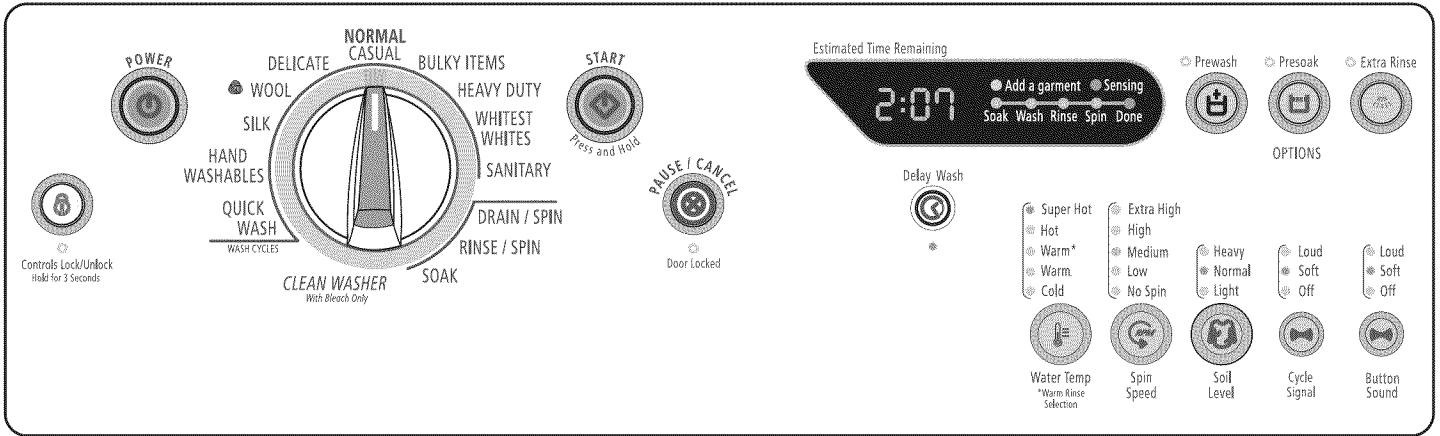 POWER
Controls Lock/Unlock
Hold for 3 Seconds
NORMAL
CASUAL
DELICATE
WOOL
SILK
HAND
WASHABLES
QUICK
WASH
WASH CYCLES
BULKY ITEMS
HEAVY DUTY
WHITEST
WHITES
SANITARY
DRAIN / SPIN
RINSE / SPIN
SOAK
CLEAN WASHER
With Bleach Only
START
Press and Hold
PAUSE / CANCEL
Door Locked
Estimated Time Remaining
2:07
Add a garment Sensing
Soak Wash Rinse Spin Done
Delay Wash
Prewash Presoak Extra Rinse
OPTIONS
Super Hot
Hot
Warm*
Warm
Cold
Water Temp
*Warm Rinse
Selection
Extra High
High
Medium
Low
No Spin
RPM
Spin
Speed
Heavy
Normal
Light
Soil
Level
Loud
Soft
Off
Cycle
Signal
Loud
Soft
Off
Button
Sound